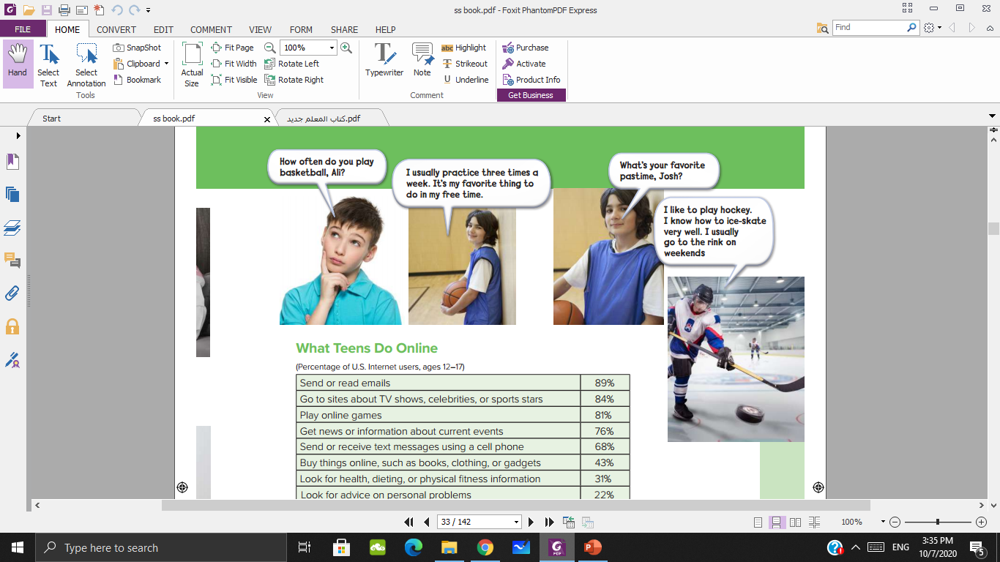 ss book.pdf - Foxit PhantomPDF Express
FILE
HOME
CONVERT
EDIT
COMMENT
VIEW
FORM
SHARE
HELP
Find
Hand
Select
Text
Select
Annotation
SnapShot
Clipboard
Bookmark
Tools
Actual
Size
Fit Page
Fit Width
Fit Visible
100%
Rotate Left
Rotate Right
View
Typewriter
Note
abc Highlight
T Strikeout
U Underline
Comment
Purchase
Activate
Product Info
Get Business
Start
ss book.pdf
كتاب المعلم جديد.pdf
How often do you play
basketball, Ali?
I usually practice three times a
week. It's my favorite thing to
do in my free time.
What's your favorite
pastime, Josh?
I like to play hockey.
I know how to ice-skate
very well. I usually
go to the rink on
weekends
What Teens Do Online
(Percentage of U.S. Internet users, ages 12–17)
Send or read emails 89%
Go to sites about TV shows, celebrities, or sports stars 84%
Play online games 81%
Get news or information about current events 76%
Send or receive text messages using a cell phone 68%
Buy things online, such as books, clothing, or gadgets 43%
Look for health, dieting, or physical fitness information 31%
Look for advice on personal problems 22%
33 / 142
100%
Type here to search
PDF
ENG
3:35 PM
10/7/2020
5